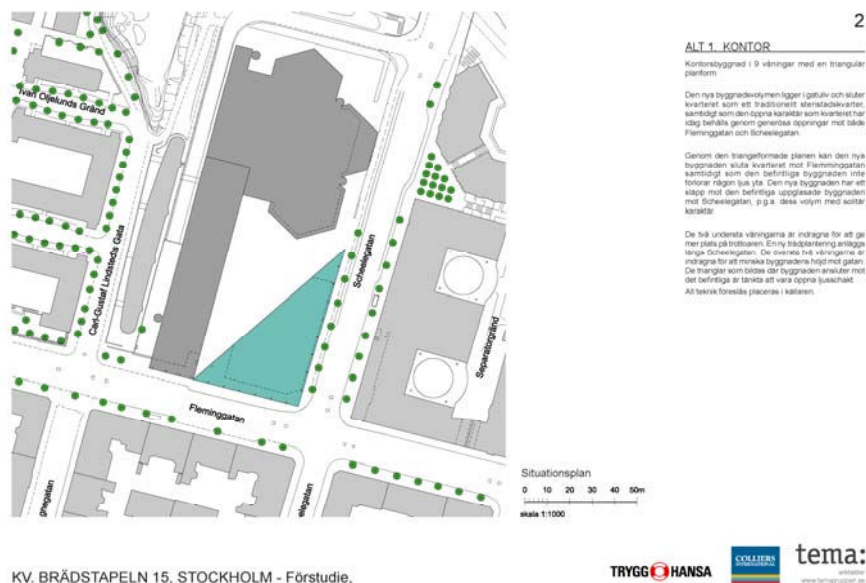 2
ALT 1. KONTOR
Kontorsbyggnad i 9 våningar med en triangulär
planform.
Den nya byggnadsvolymen ligger i gatuliv och sluter
kvarteret som ett traditionellt stenstadskvarter,
samtidigt som den öppna karaktär som kvarteret har
idag behålls genom generösa öppningar mot både
Fleminggatan och Scheelegatan.
Genom den triangelformade planen kan den nya
byggnaden sluta kvarteret mot Flemminggatan
samtidigt som den befintliga byggnaden inte
förlorar någon ljus yta. Den nya byggnaden har ett
släpp mot den befintliga uppglasade byggnaden
mot Scheelegatan, p.g.a. dess volym med solitär
karaktär.
De två understa våningarna är indragna för att ge
mer plats på trottoaren. En ny trädplantering anläggs
längs Scheelegatan. De översta två våningarna är
indragna för att minska byggnadens höjd mot gatan.
De trianglar som bildas där byggnaden ansluter mot
det befintliga är tänkta att vara öppna ljusschakt.
All teknik föreslås placeras i källaren.
Ivan Oljelunds Gränd
Carl-Gustaf Lindstedts Gata
Scheelegatan
Separatorgränd
Fleminggatan
gnegatan
eelegatan
Situationsplan
0 10 20 30 40 50m
skala 1:1000
KV. BRÄDSTAPELN 15, STOCKHOLM - Förstudie.
TRYGG HANSA
COLLIERS
INTERNATIONAL
tema:
arkitekter
www.temagruppen.se